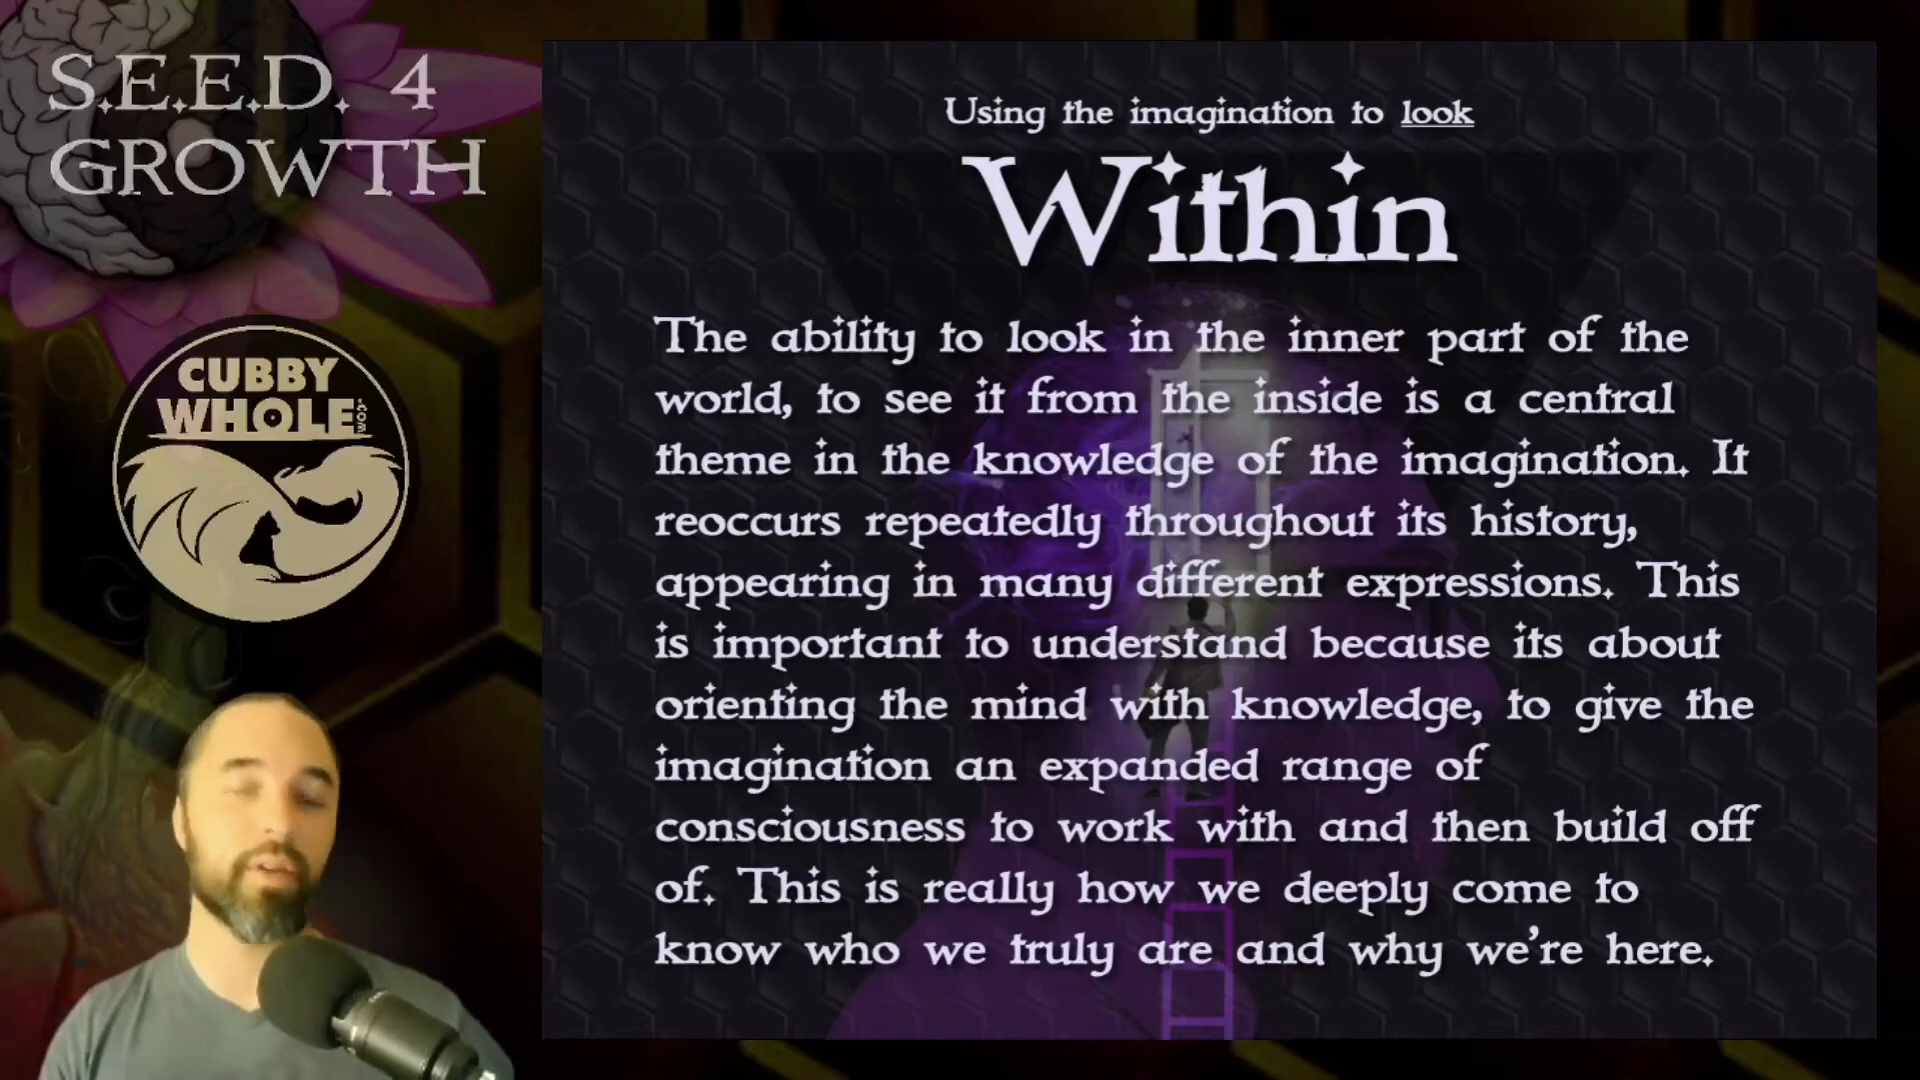 S.E.E.D. 4
GROWTH
CUBBY
WHOLE.COM
Using the imagination to look
Within
The ability to look in the inner part of the
world, to see it from the inside is a central
theme in the knowledge of the imagination. It
reoccurs repeatedly throughout its history,
appearing in many different expressions. This
is important to understand because its about
orienting the mind with knowledge, to give the
imagination an expanded range of
consciousness to work with and then build off
of. This is really how we deeply come to
know who we truly are and why we're here.